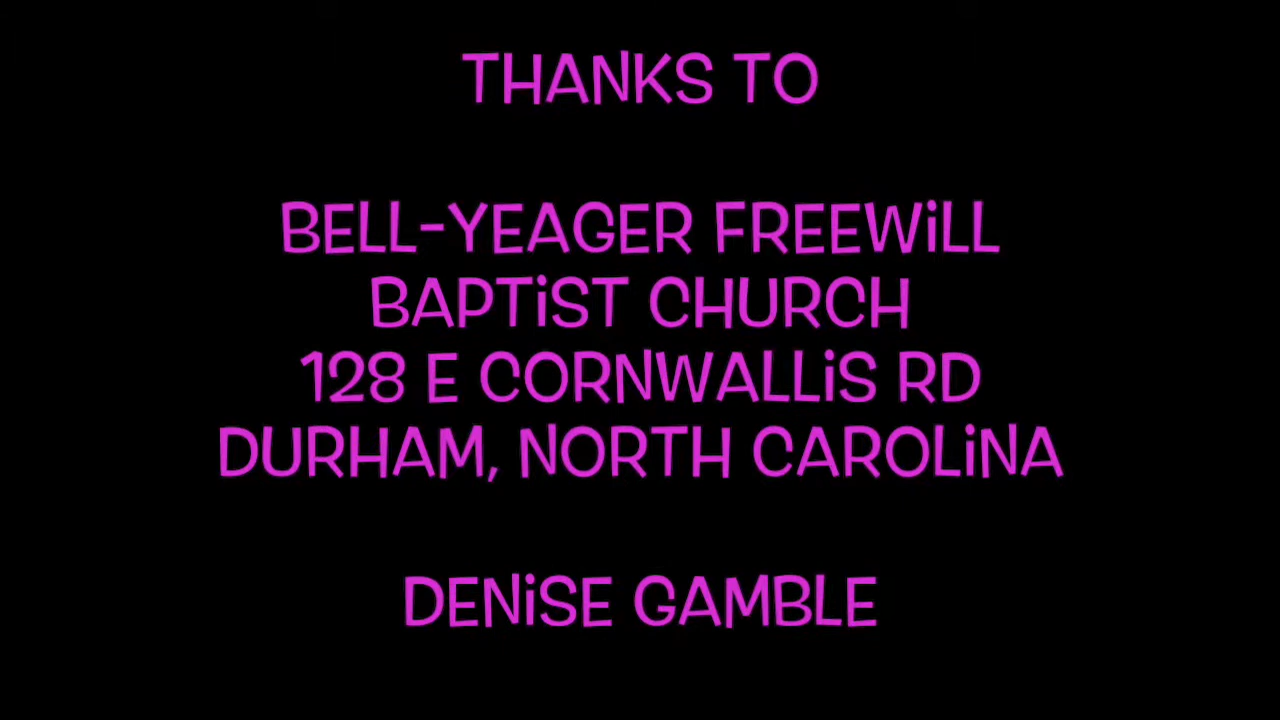 THANKS TO
BELL-YEAGER FREEWiLL
BAPTiST CHURCH
128 E CORNWALLiS RD
DURHAM, NORTH CAROLiNA
DENiSE GAMBLE